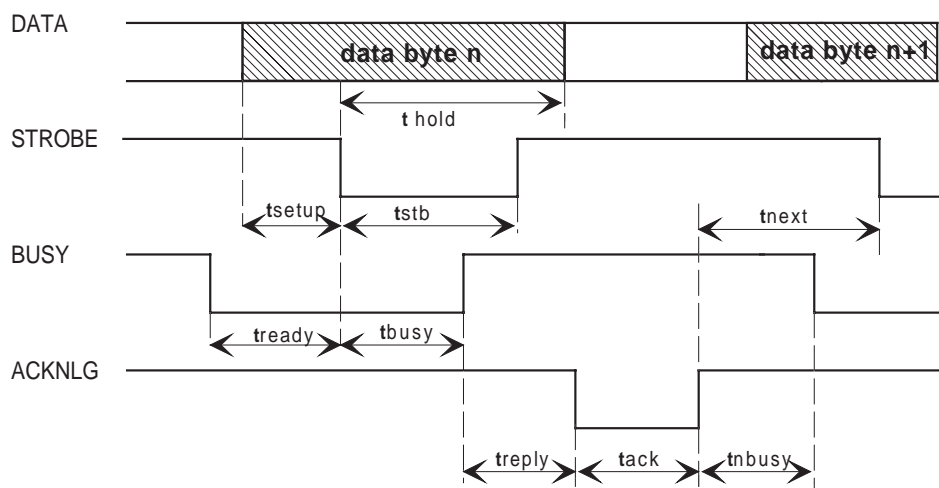 DATA
data byte n
data byte n+1
t hold
STROBE
tsetup
tstb
tnext
BUSY
tready
tbusy
ACKNLG
treply
tack
tnbusy